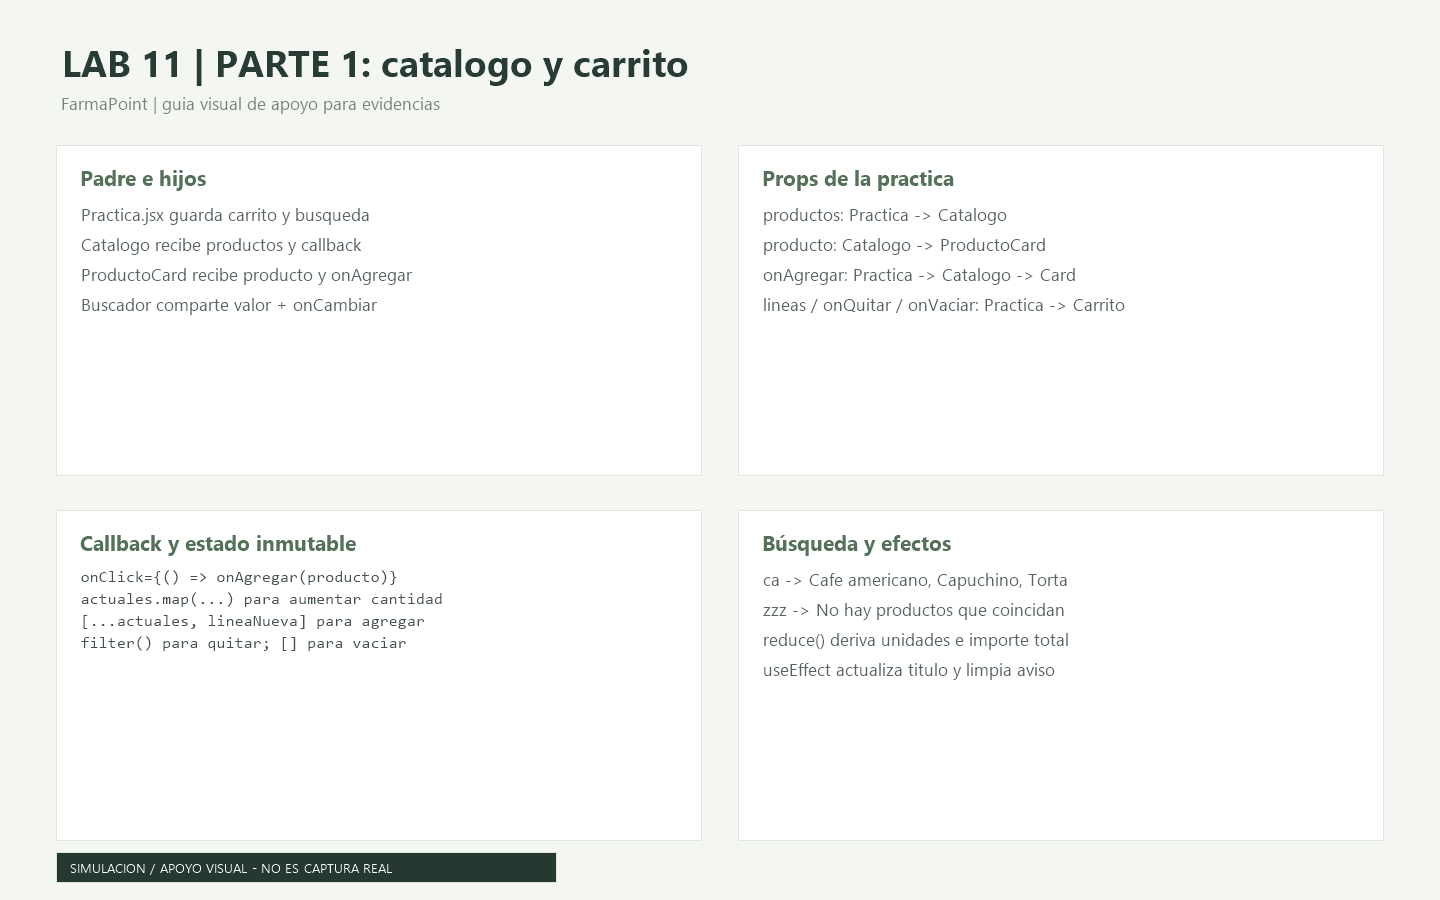 LAB 11 | PARTE 1: catalogo y carrito
FarmaPoint | guia visual de apoyo para evidencias
Padre e hijos
Practica.jsx guarda carrito y busqueda
Catalogo recibe productos y callback
ProductoCard recibe producto y onAgregar
Buscador comparte valor + onCambiar
Props de la practica
productos: Practica -> Catalogo
producto: Catalogo -> ProductoCard
onAgregar: Practica -> Catalogo -> Card
lineas / onQuitar / onVaciar: Practica -> Carrito
Callback y estado inmutable
onClick={() => onAgregar(producto)}
actuales.map(...) para aumentar cantidad
[...actuales, lineaNueva] para agregar
filter() para quitar; [] para vaciar
Búsqueda y efectos
ca -> Cafe americano, Capuchino, Torta
zzz -> No hay productos que coincidan
reduce() deriva unidades e importe total
useEffect actualiza titulo y limpia aviso
SIMULACION / APOYO VISUAL - NO ES CAPTURA REAL